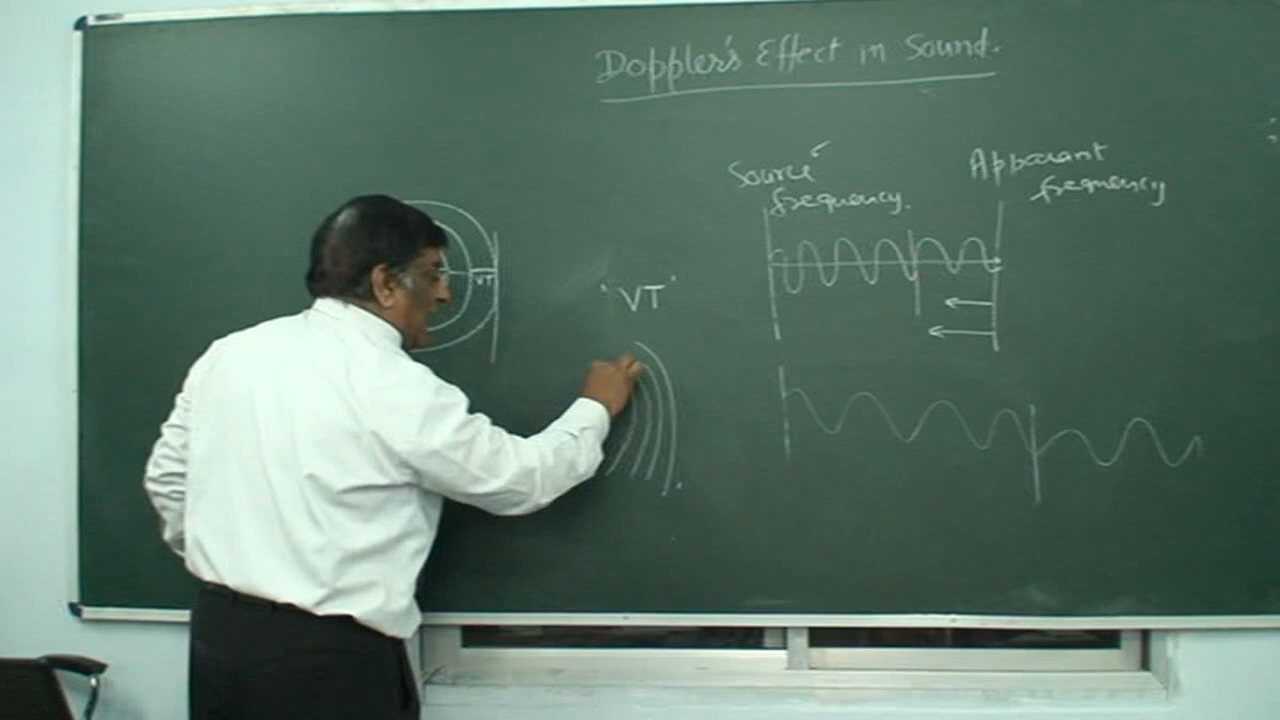 Doppler's Effect in Sound.
Source
frequency.
Apparant
frequency
VT
'VT'